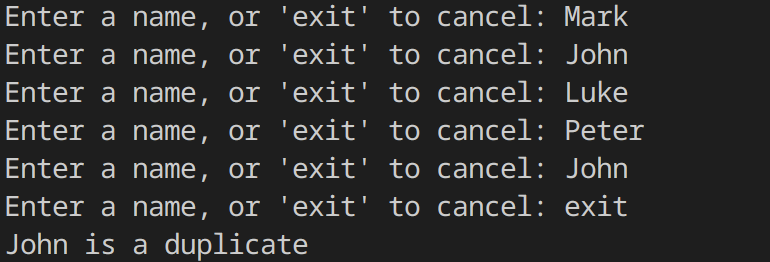 Enter a name, or 'exit' to cancel: Mark
Enter a name, or 'exit' to cancel: John
Enter a name, or 'exit' to cancel: Luke
Enter a name, or 'exit' to cancel: Peter
Enter a name, or 'exit' to cancel: John
Enter a name, or 'exit' to cancel: exit
John is a duplicate